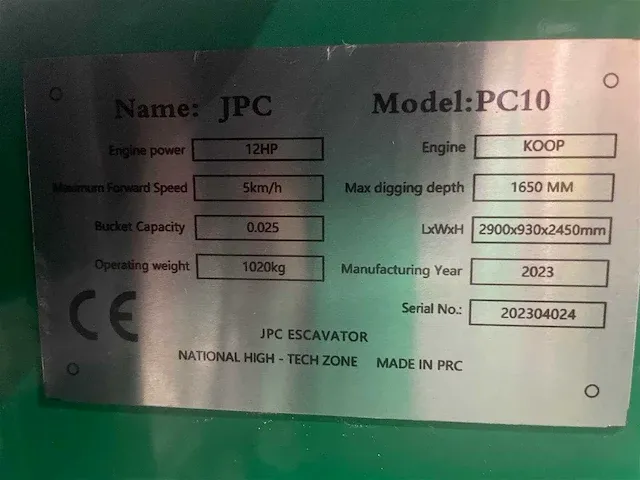 Name: JPC Model:PC10
Engine power 12HP Engine KOOP
Maximum Forward Speed 5km/h Max digging depth 1650 MM
Bucket Capacity 0.025 LxWxH 2900x930x2450mm
Operating weight 1020kg Manufacturing Year 2023
Serial No.: 202304024
CE
JPC ESCAVATOR
NATIONAL HIGH - TECH ZONE MADE IN PRC